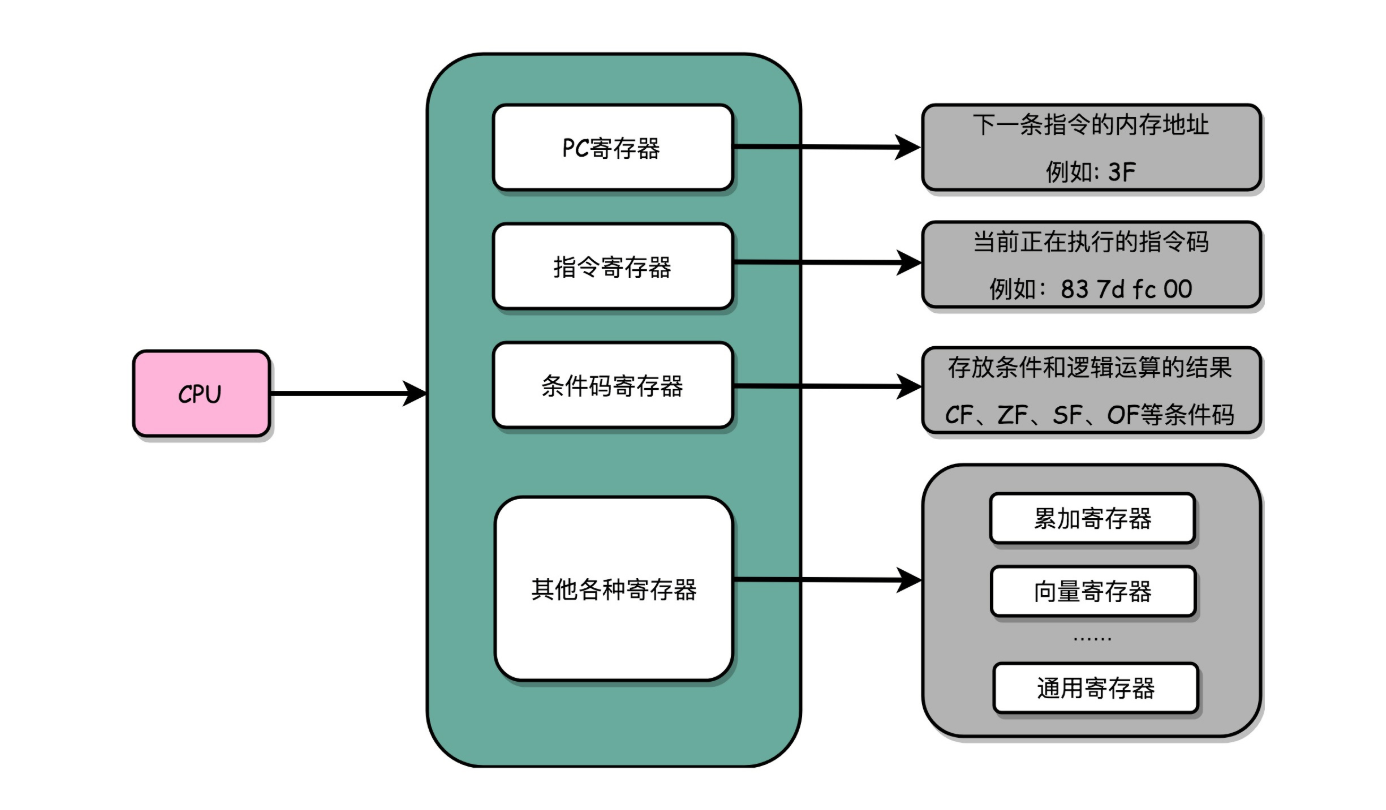 CPU
PC寄存器
下一条指令的内存地址
例如: 3F
指令寄存器
当前正在执行的指令码
例如：83 7d fc 00
条件码寄存器
存放条件和逻辑运算的结果
CF、ZF、SF、OF等条件码
其他各种寄存器
累加寄存器
向量寄存器
……
通用寄存器